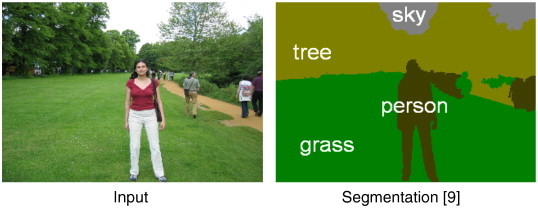 sky
tree
person
grass
Input
Segmentation [9]